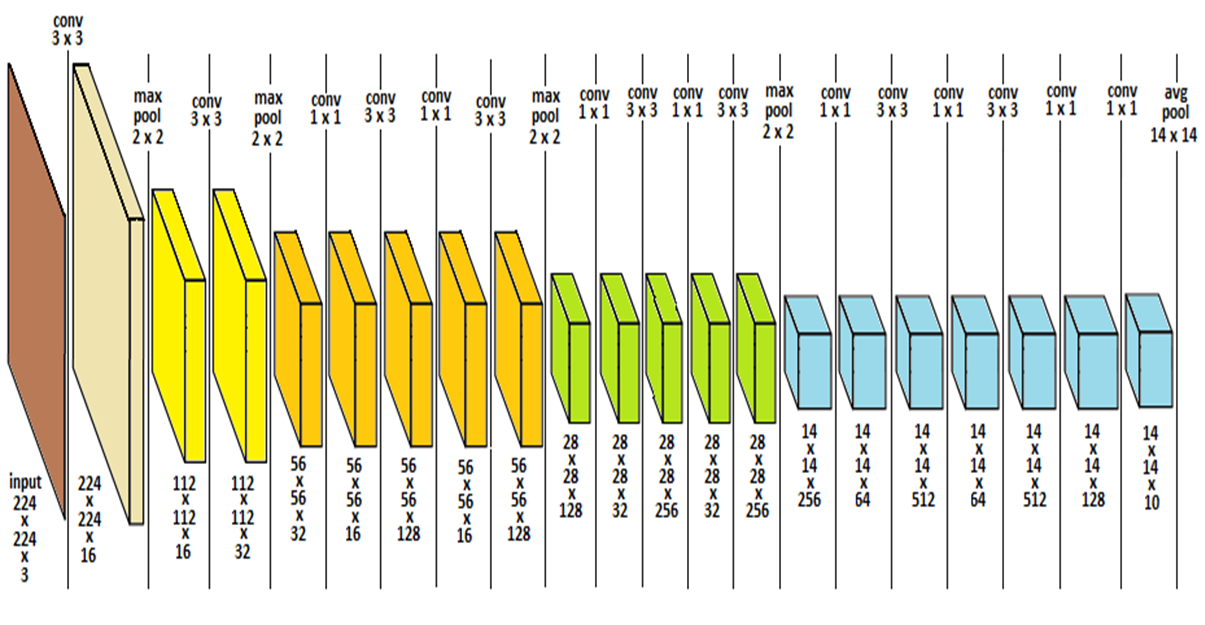 conv
3 x 3
max
pool
2 x 2
conv
3 x 3
max
pool
2 x 2
conv
1 x 1
conv
3 x 3
conv
1 x 1
conv
3 x 3
max
pool
2 x 2
conv
1 x 1
conv
3 x 3
conv
1 x 1
conv
3 x 3
max
pool
2 x 2
conv
1 x 1
conv
3 x 3
conv
1 x 1
conv
3 x 3
conv
1 x 1
conv
1 x 1
avg
pool
14 x 14
input
224
x
224
x
3
224
x
224
x
16
112
x
112
x
16
112
x
112
x
32
56
x
56
x
32
56
x
56
x
16
56
x
56
x
128
56
x
56
x
16
56
x
56
x
128
28
x
28
x
128
28
x
28
x
32
28
x
28
x
256
28
x
28
x
32
28
x
28
x
256
14
x
14
x
256
14
x
14
x
64
14
x
14
x
512
14
x
14
x
64
14
x
14
x
512
14
x
14
x
128
14
x
14
x
10